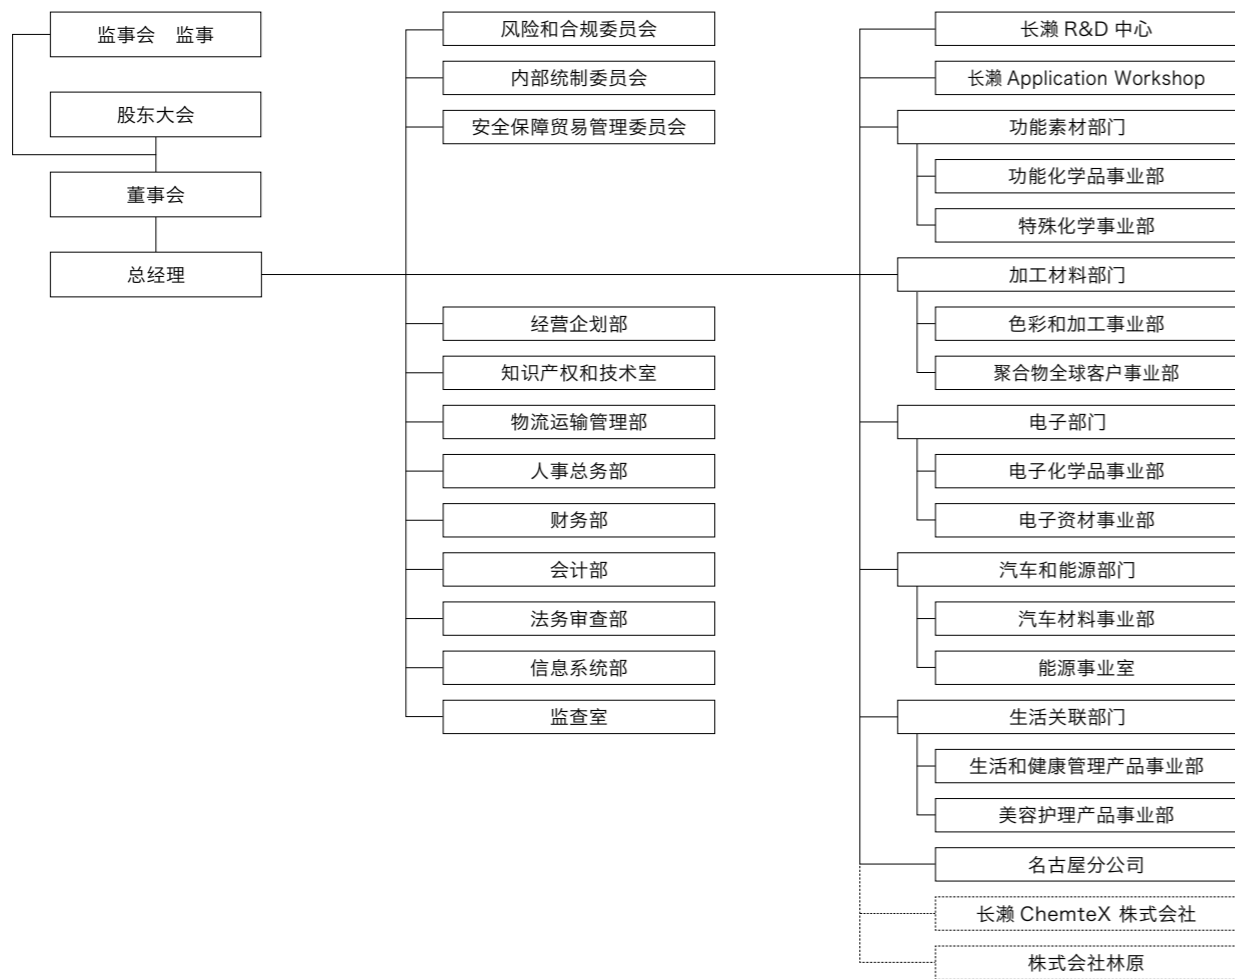 监事会　监事
股东大会
董事会
总经理
风险和合规委员会
内部统制委员会
安全保障贸易管理委员会
经营企划部
知识产权和技术室
物流运输管理部
人事总务部
财务部
会计部
法务审查部
信息系统部
监查室
长濑 R&D 中心
长濑 Application Workshop
功能素材部门
功能化学品事业部
特殊化学事业部
加工材料部门
色彩和加工事业部
聚合物全球客户事业部
电子部门
电子化学品事业部
电子资材事业部
汽车和能源部门
汽车材料事业部
能源事业室
生活关联部门
生活和健康管理产品事业部
美容护理产品事业部
名古屋分公司
长濑 ChemteX 株式会社
株式会社林原